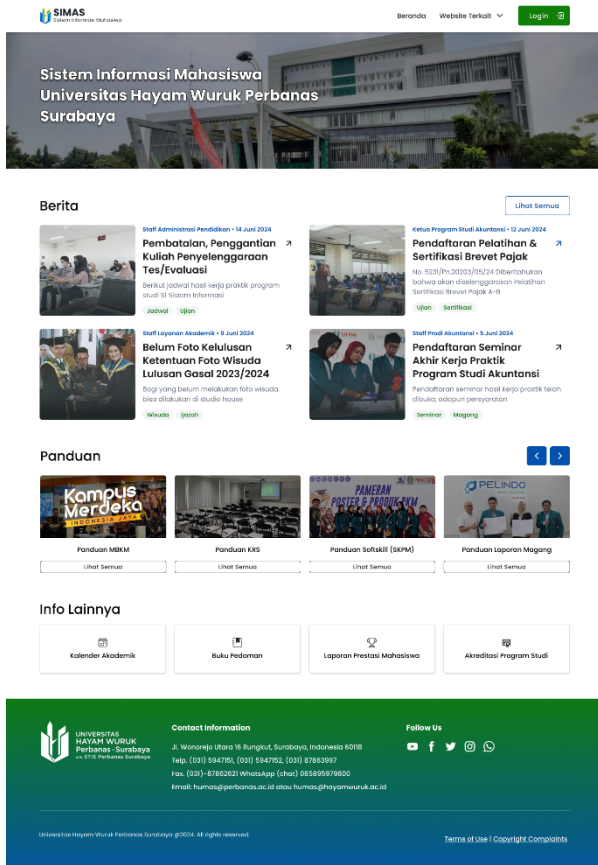 SIMAS
Sistem Informasi Mahasiswa
Beranda
Website Terkait
Login
Sistem Informasi Mahasiswa
Universitas Hayam Wuruk Perbanas
Surabaya
Berita
Lihat Semua
Staff Administrasi Pendidikan • 14 Juni 2024
Pembatalan, Penggantian
Kuliah Penyelenggaraan
Tes/Evaluasi
Berikut jadwal hasil kerja praktik program
studi S1 Sistem Informasi
Jadwal
Ujian
Ketua Program Studi Akuntansi • 12 Juni 2024
Pendaftaran Pelatihan &
Sertifikasi Brevet Pajak
No. 5231/Pn.20203/05/24 Diberitahukan
bahwa akan diselenggarakan Pelatihan
Sertifikasi Brevet Pajak A-B
Ujian
Sertifikasi
Staff Layanan Akademik • 9 Juni 2024
Belum Foto Kelulusan
Ketentuan Foto Wisuda
Lulusan Gasal 2023/2024
Bagi yang belum melakukan foto wisuda
bisa dilakukan di studio house
Wisuda
Ijazah
Staff Prodi Akuntansi • 5 Juni 2024
Pendaftaran Seminar
Akhir Kerja Praktik
Program Studi Akuntansi
Pendaftaran seminar hasil kerja praktik telah
dibuka, adapun persyaratan
Seminar
Magang
Panduan
Kampus
Merdeka
INDONESIA JAYA
PAMERAN
POSTER & PRODUK PKM
PELINDO
Panduan MBKM
Panduan KRS
Panduan Softskill (SKPM)
Panduan Laporan Magang
Lihat Semua
Lihat Semua
Lihat Semua
Lihat Semua
Info Lainnya
Kalender Akademik
Buku Pedoman
Laporan Prestasi Mahasiswa
Akreditasi Program Studi
UNIVERSITAS
HAYAM WURUK
Perbanas - Surabaya
d/h STIE Perbanas Surabaya
Contact Information
Jl. Wonorejo Utara 16 Rungkut, Surabaya, Indonesia 60118
Telp. (031) 5947151, (031) 5947152, (031) 87863997
Fax. (031)-87862621 WhatsApp (chat) 085895979800
Email: humas@perbanas.ac.id atau humas@hayamwuruk.ac.id
Follow Us
Universitas Hayam Wuruk Perbanas Surabaya @2024. All rights reserved.
Terms of Use | Copyright Complaints